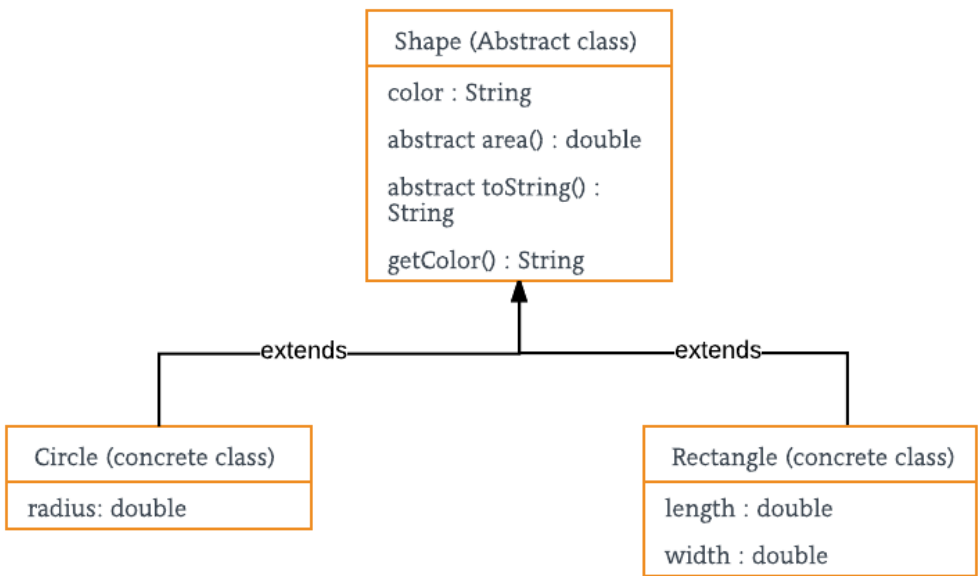 Shape (Abstract class)
color : String
abstract area() : double
abstract toString() :
String
getColor() : String
extends
extends
Circle (concrete class)
radius: double
Rectangle (concrete class)
length : double
width : double